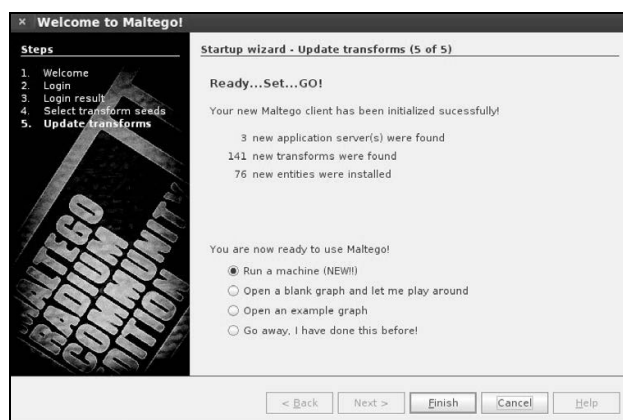 Welcome to Maltego!
Steps
1. Welcome
2. Login
3. Login result
4. Select transform seeds
5. Update transforms
MALTEGO
RADIUM
COMMUNITY
EDITION
Startup wizard - Update transforms (5 of 5)
Ready...Set...GO!
Your new Maltego client has been initialized sucessfully!
3 new application server(s) were found
141 new transforms were found
76 new entities were installed
You are now ready to use Maltego!
Run a machine (NEW!!)
Open a blank graph and let me play around
Open an example graph
Go away, I have done this before!
< Back
Next >
Finish
Cancel
Help